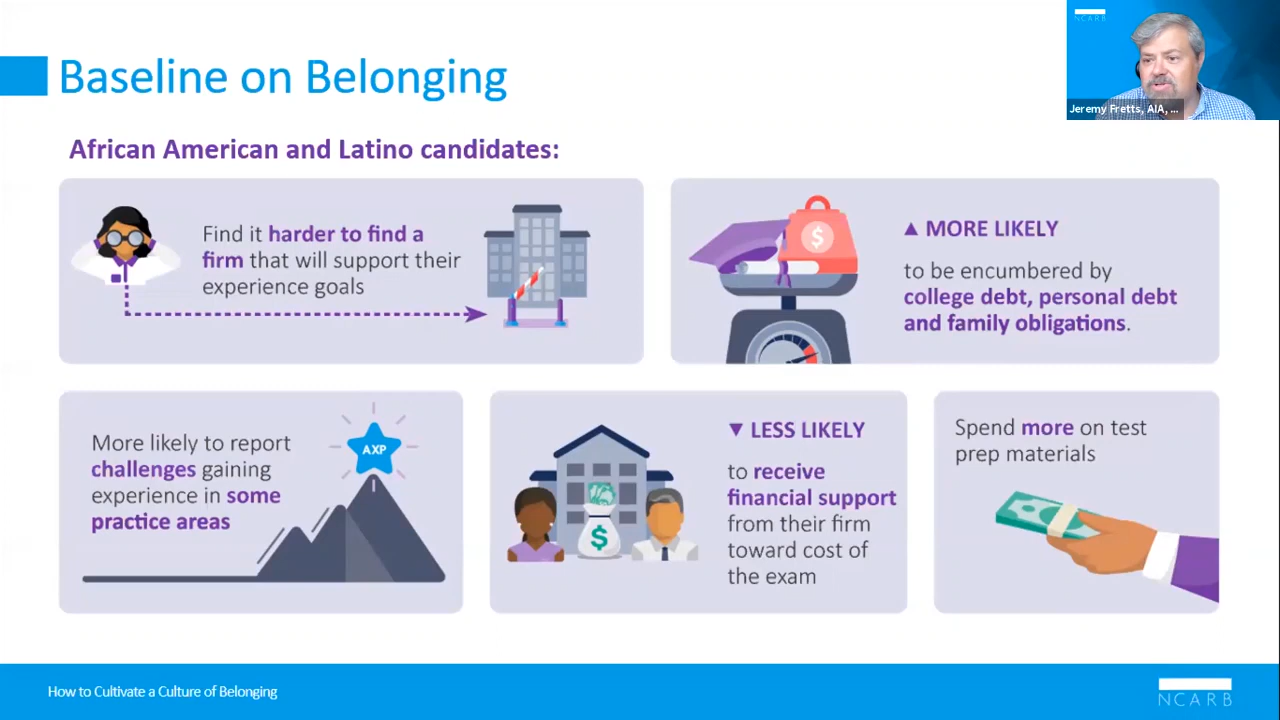 NCARB
Jeremy Fretts, AIA, ...
Baseline on Belonging
African American and Latino candidates:
Find it harder to find a
firm that will support their
experience goals
$
▲ MORE LIKELY
to be encumbered by
college debt, personal debt
and family obligations.
More likely to report
challenges gaining
experience in some
practice areas
AXP
$
▼ LESS LIKELY
to receive
financial support
from their firm
toward cost of
the exam
Spend more on test
prep materials
How to Cultivate a Culture of Belonging
NCARB